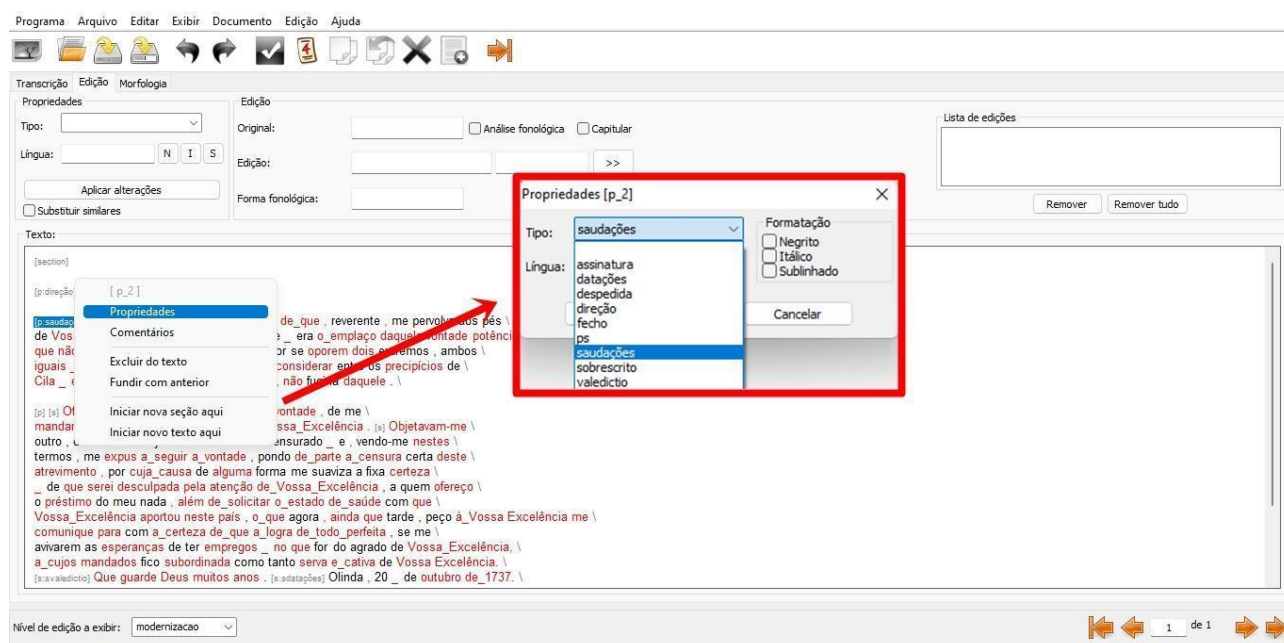 Programa Arquivo Editar Exibir Documento Edição Ajuda
Transcrição Edição Morfologia
Propriedades
Tipo:
Língua: N I S
Aplicar alterações
Substituir similares
Edição
Original: Análise fonológica Capitular
Edição: >>
Forma fonológica:
Lista de edições
Remover Remover tudo
Propriedades [p_2]
Tipo: saudações
Língua:
assinatura
datações
despedida
direção
fecho
ps
saudações
sobrescrito
valedictio
Formatação
Negrito
Itálico
Sublinhado
Cancelar
Texto:
[section]
[p:direção
[ p_2 ]
Propriedades
Comentários
Excluir do texto
Fundir com anterior
Iniciar nova seção aqui
Iniciar novo texto aqui
[p:saudaç de_que , reverente , me pervolvo aos pés \
de Vos _ era o_emplaço daquela vontade potênci
que não or se oporem dois extremos , ambos \
iguais considerar entre os precipícios de \
Cila _ , não fugiria daquele . \
[p] [s] Of vontade , de me \
mandar ssa_Excelência . [s] Objetavam-me \
outro , ensurado _ e , vendo-me nestes \
termos , me expus a_seguir a_vontade , pondo de_parte a_censura certa deste \
atrevimento , por cuja_causa de alguma forma me suaviza a fixa certeza \
_ de que serei desculpada pela atenção de_Vossa_Excelência , a quem ofereço \
o préstimo do meu nada , além de_solicitar o_estado de_saúde com que \
Vossa_Excelência aportou neste país , o_que agora , ainda que tarde , peço à_Vossa Excelência me \
comunique para com a_certeza de_que a_logra de_todo_perfeita , se me \
avivarem as esperanças de ter empregos _ no que for do agrado de Vossa_Excelência, \
a_cujos mandados fico subordinada como tanto serva e_cativa de Vossa Excelência. \
[s:svaledictio] Que guarde Deus muitos anos . [s:sdatações] Olinda , 20 _ de outubro de_1737. \
Nível de edição a exibir: modernizacao
1 de 1